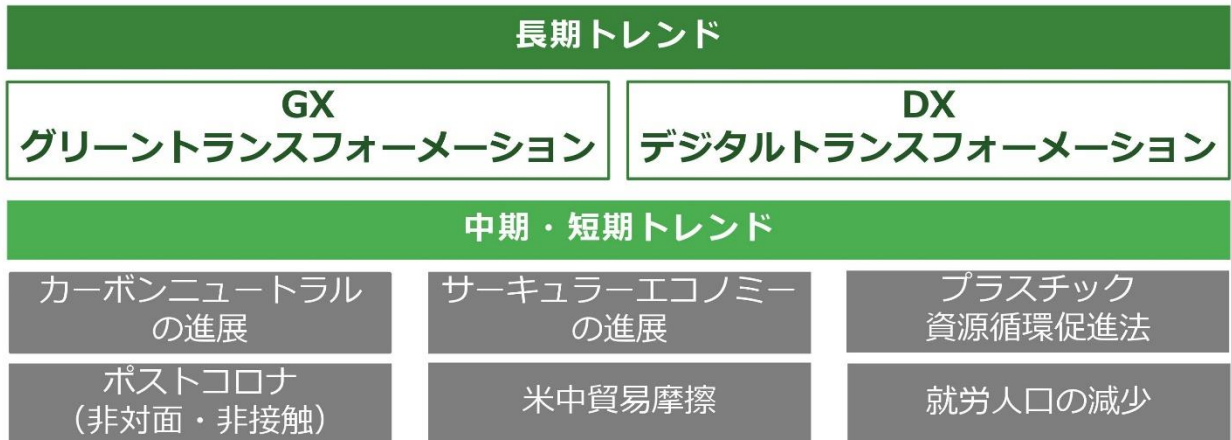 長期トレンド
GX
グリーントランスフォーメーション
DX
デジタルトランスフォーメーション
中期・短期トレンド
カーボンニュートラル
の進展
サーキュラーエコノミー
の進展
プラスチック
資源循環促進法
ポストコロナ
（非対面・非接触）
米中貿易摩擦
就労人口の減少